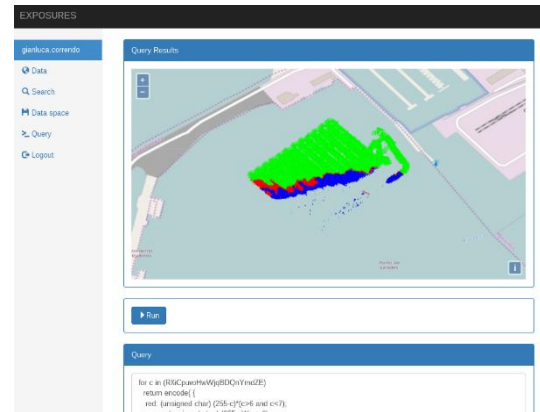 EXPOSURES
gianluca.correndo
Data
Search
Data space
Query
Logout
Query Results
+
−
i
Run
Query
for c in (RXiCpuroHwWjqBDQnYmdZE)
return encode( {
red: (unsigned char) (255-c)*(c>6 and c<7);